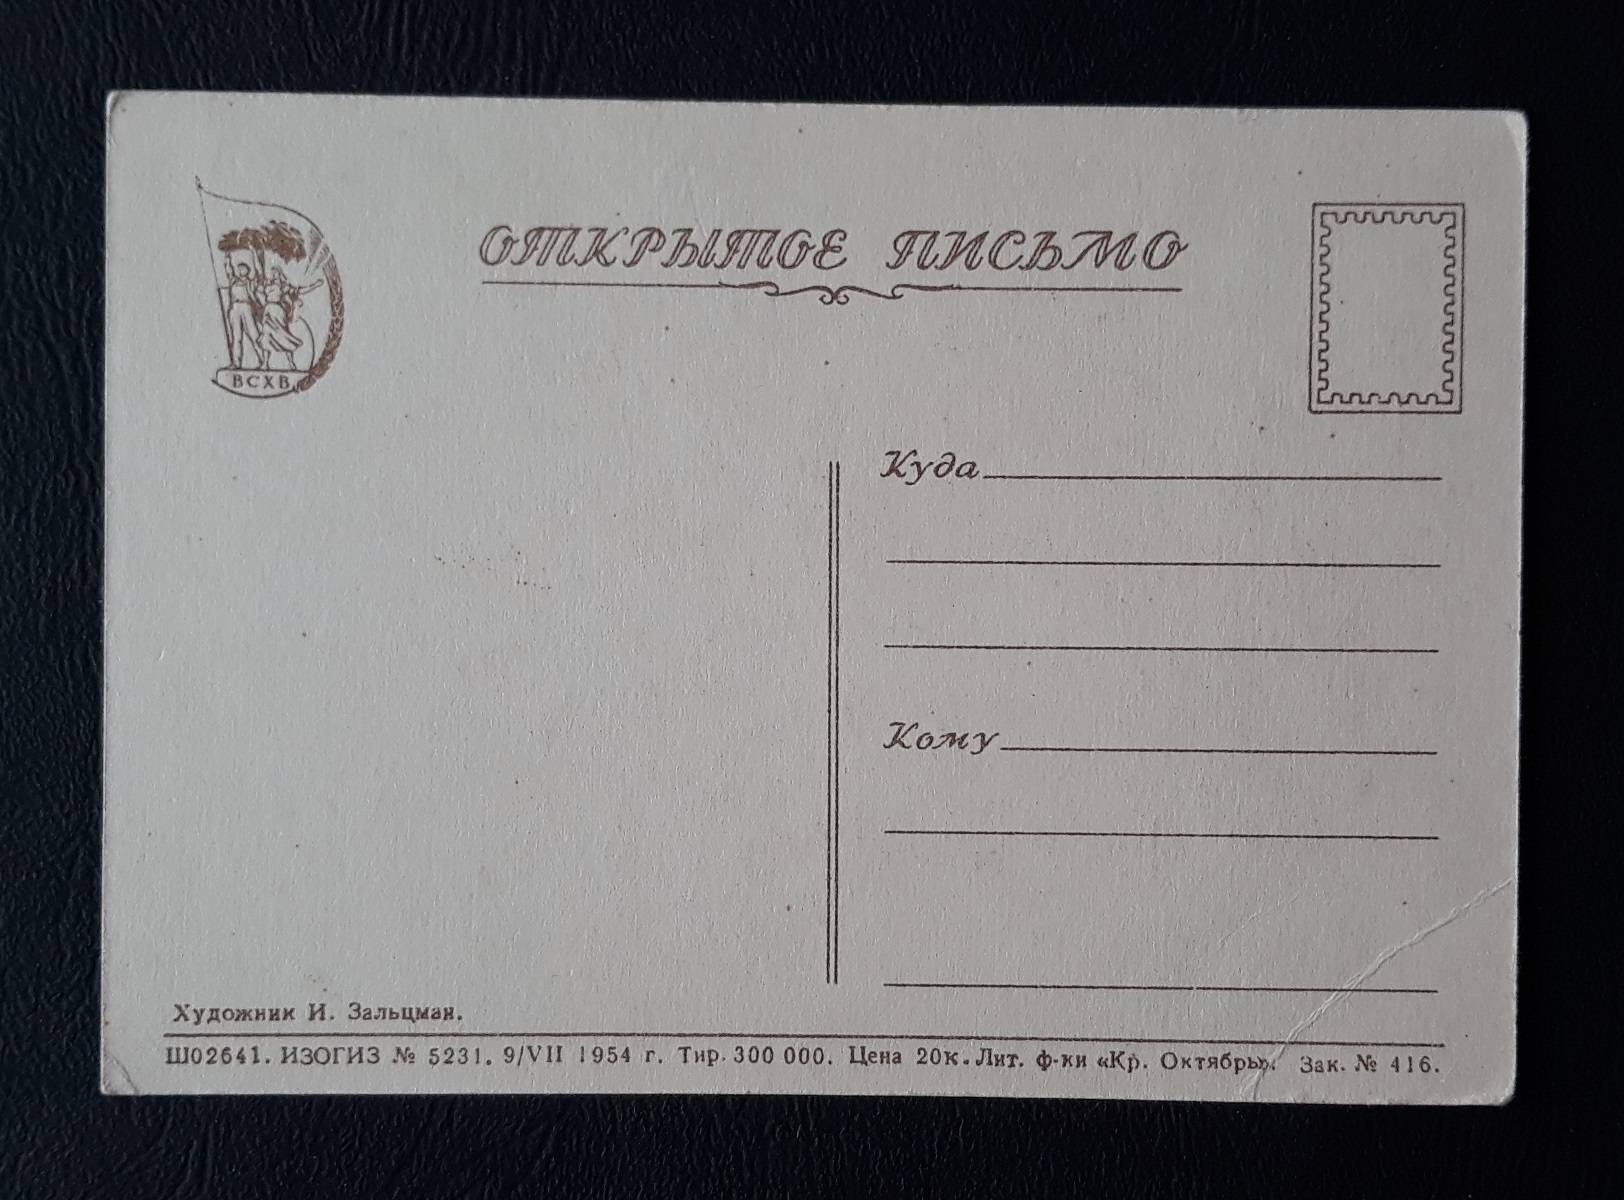 ОТКРЫТОЕ ПИСЬМО
ВСХВ
Куда
Кому
Художник И. Зальцман.
Ш02641. ИЗОГИЗ № 5231. 9/VII 1954 г. Тир. 300 000. Цена 20к. Лит. ф-ки «Кр. Октябрь». Зак. № 416.